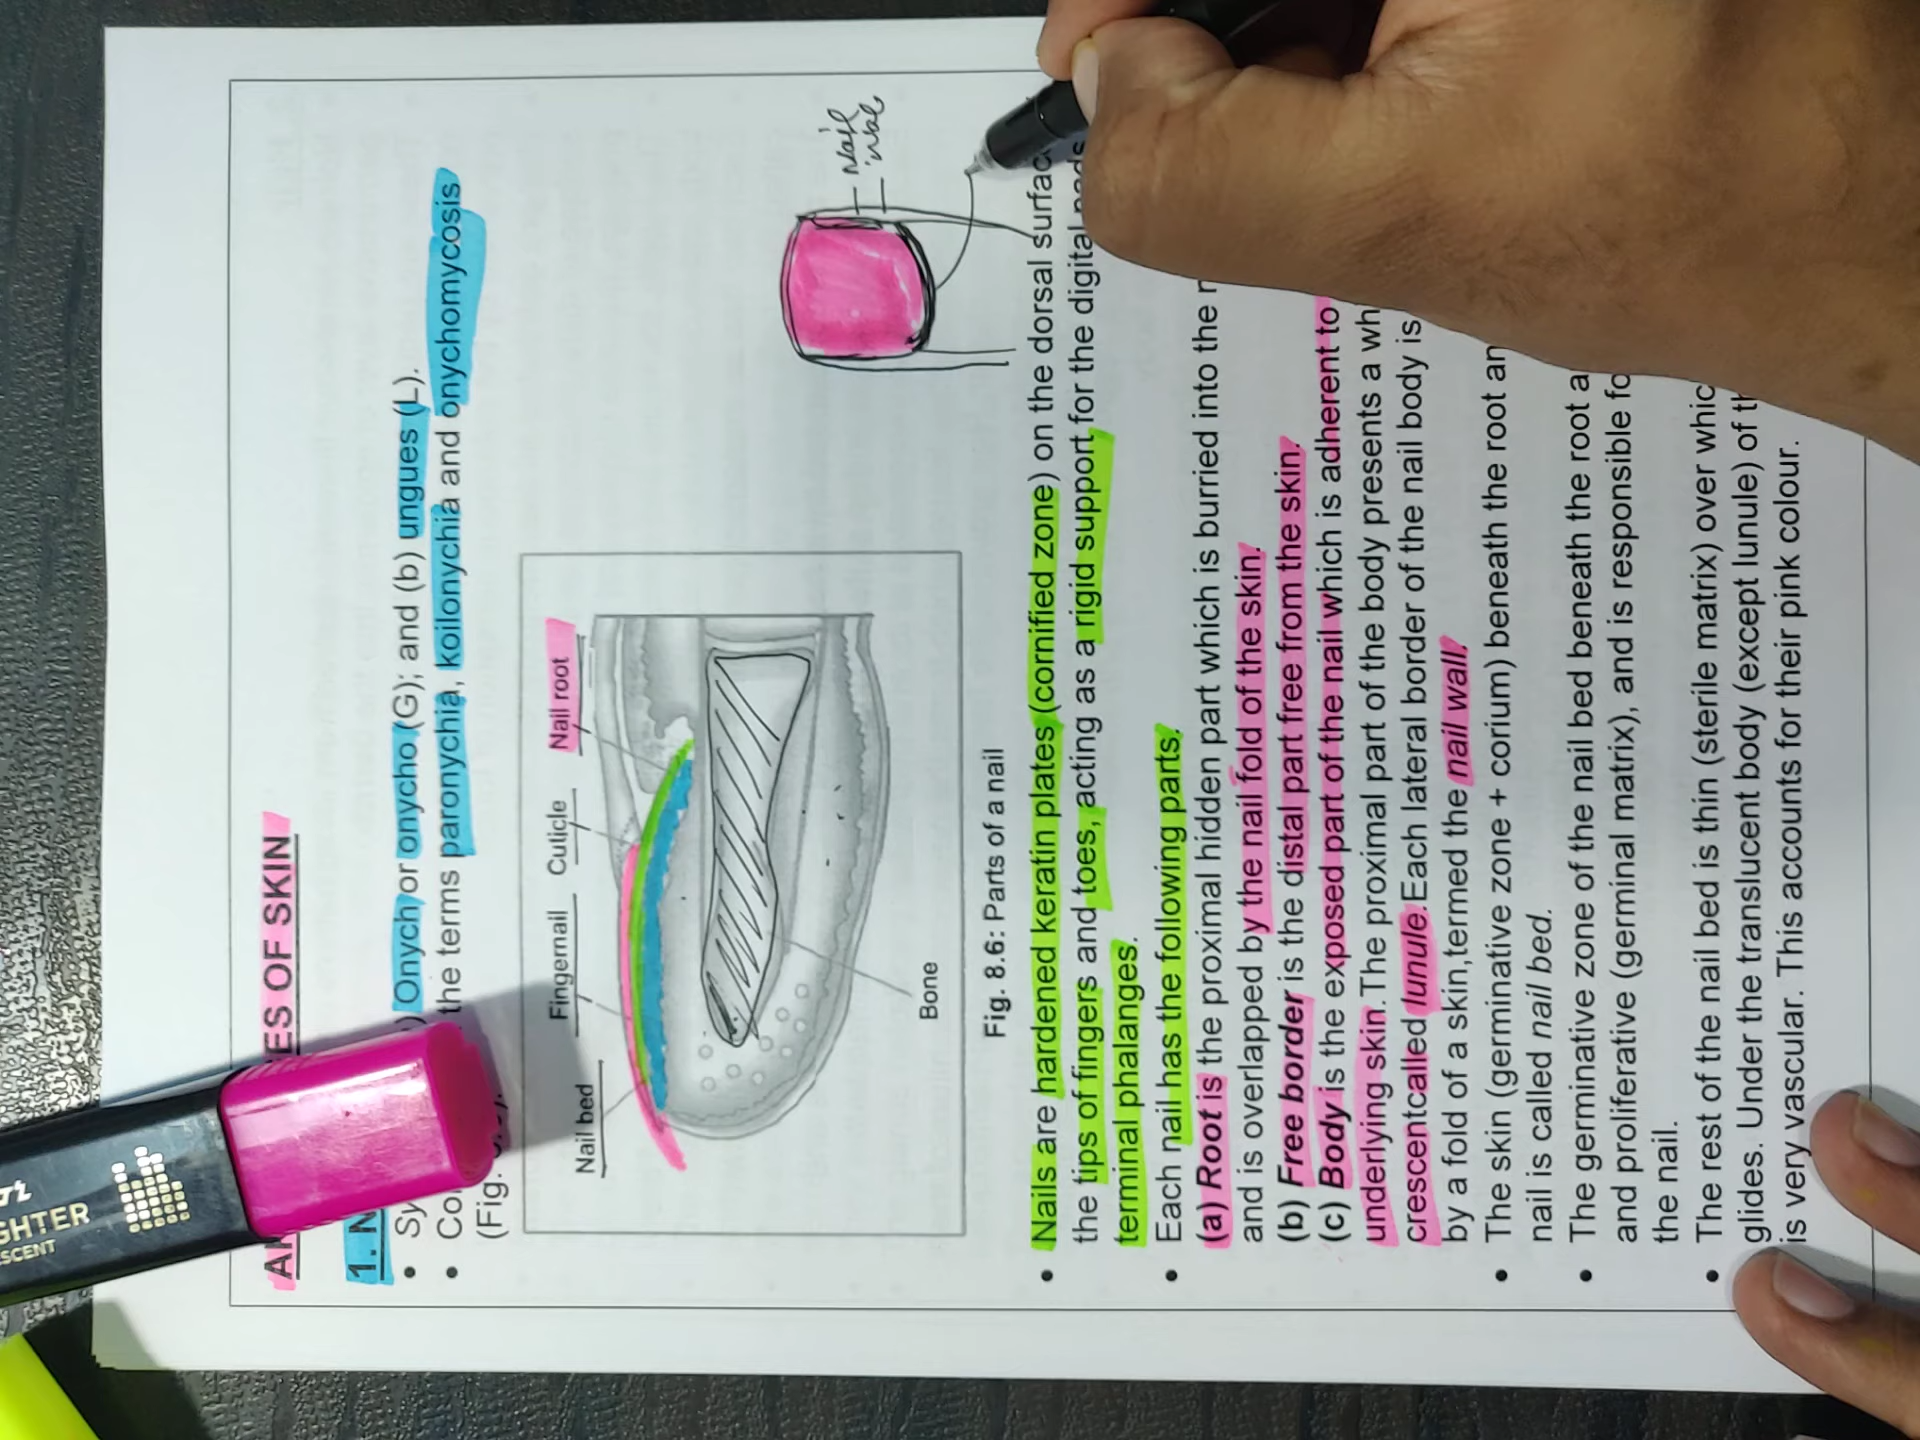 ES OF SKIN
1. N
Onych or onycho (G); and (b) ungues (L).
the terms paronychia, koilonychia and onychomycosis
(Fig.
Nail bed
Fingernail
Cuticle
Nail root
Bone
Fig. 8.6: Parts of a nail
Nail
Nails are hardened keratin plates (cornified zone) on the dorsal
the tips of fingers and toes, acting as a rigid support for the digital
terminal phalanges.
Each nail has the following parts.
(a) Root is the proximal hidden part which is burried into the
and is overlapped by the nail fold of the skin.
(b) Free border is the distal part free from the skin.
(c) Body is the exposed part of the nail which is adherent to
underlying skin. The proximal part of the body presents a
crescentcalled lunule. Each lateral border of the nail body is
by a fold of a skin,termed the nail wall.
The skin (germinative zone + corium) beneath the root
nail is called nail bed.
The germinative zone of the nail bed beneath the root
and proliferative (germinal matrix), and is responsible
the nail.
The rest of the nail bed is thin (sterile matrix) over
glides. Under the translucent body (except lunule) of
is very vascular. This accounts for their pink colour.
GHTER
SCENT